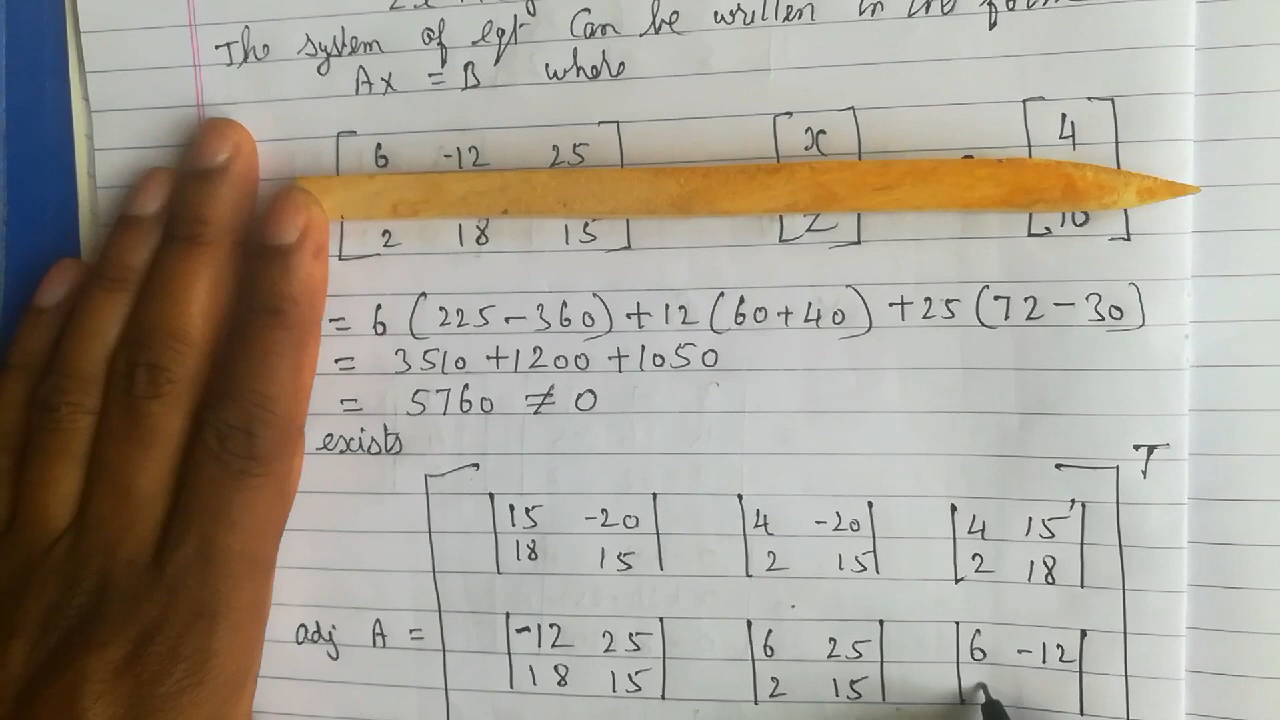 The system of eqt can be written in the form
AX = B where
6 -12 25 x 4
2 18 15 z 10
= 6 (225-360) + 12 (60+40) + 25 (72-30)
= 3510 + 1200 + 1050
= 5760 ≠ 0
exists
T
15 -20 4 -20 4 15
18 15 2 15 2 18
adj A = -12 25 6 25 6 -12
18 15 2 15